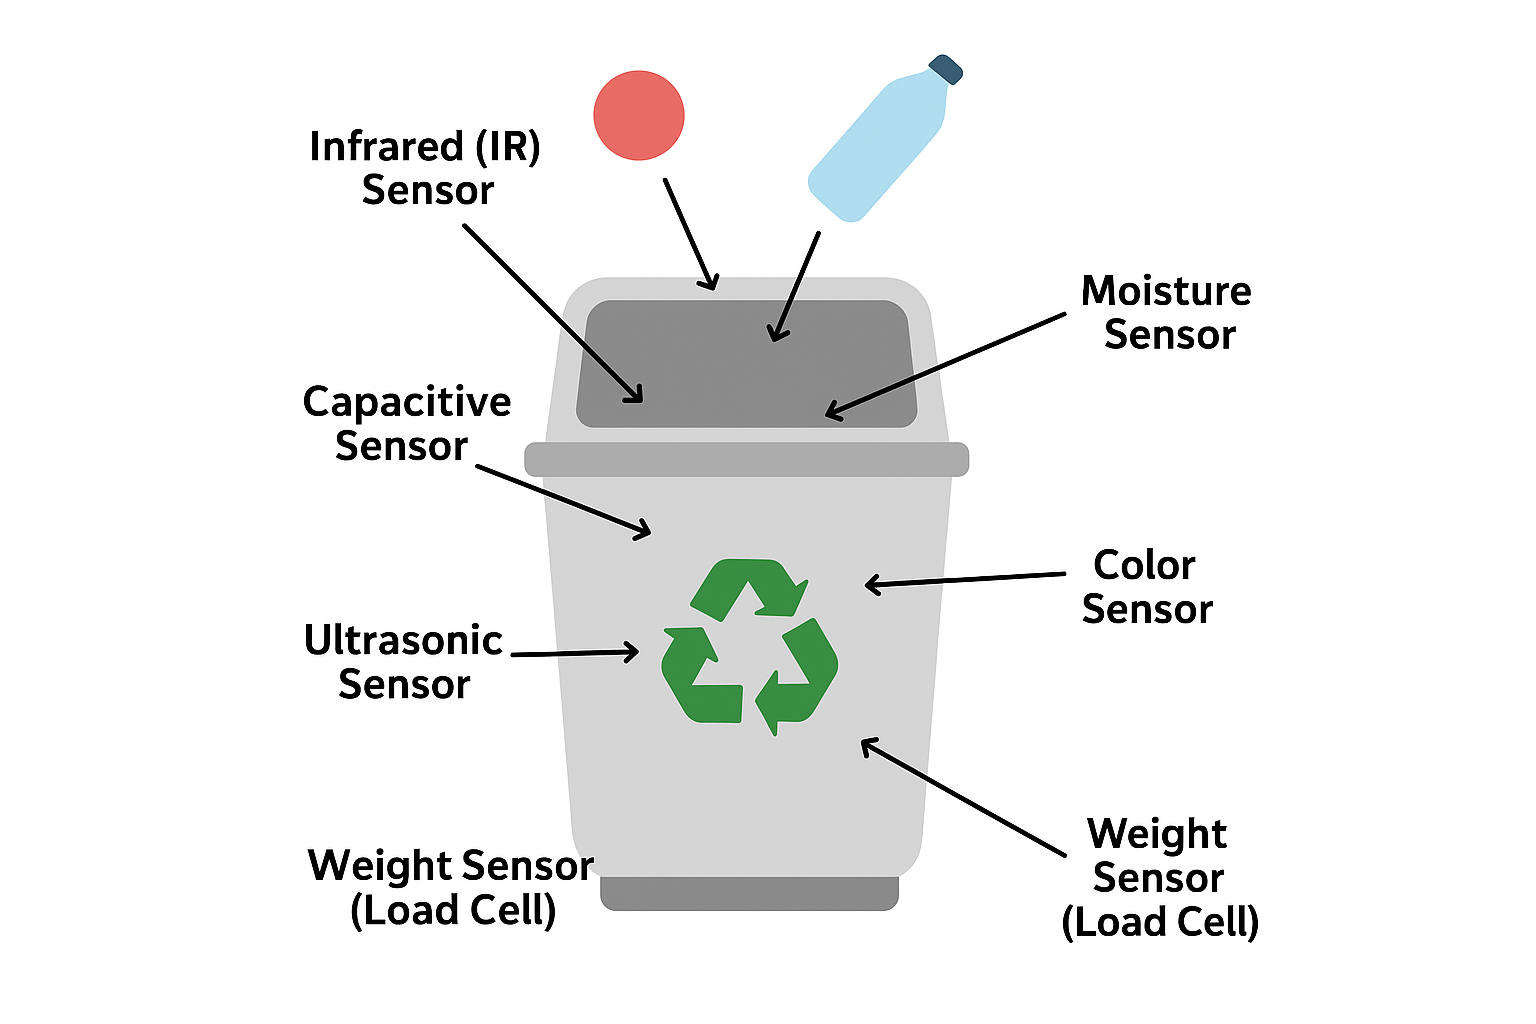 Infrared (IR)
Sensor
Moisture
Sensor
Capacitive
Sensor
Color
Sensor
Ultrasonic
Sensor
Weight Sensor
(Load Cell)
Weight
Sensor
(Load Cell)